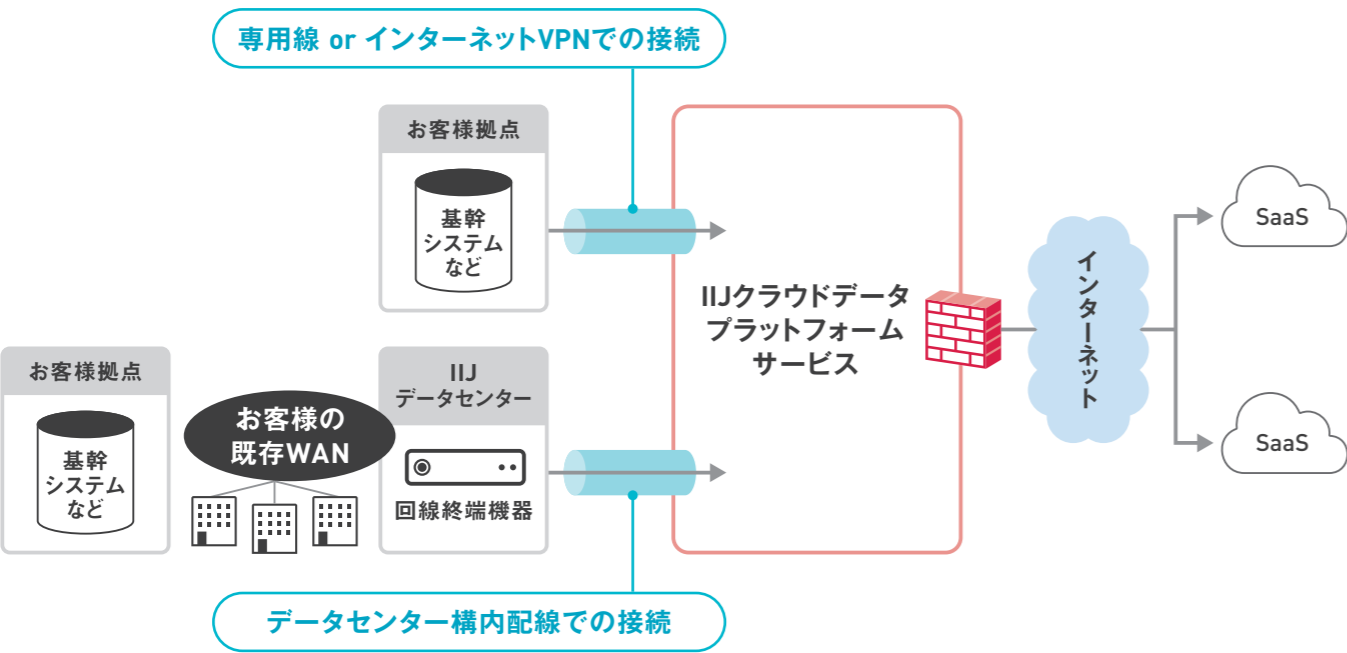 専用線 or インターネットVPNでの接続
お客様拠点
基幹
システム
など
お客様拠点
基幹
システム
など
お客様の
既存WAN
IIJ
データセンター
回線終端機器
IIJクラウドデータ
プラットフォーム
サービス
インターネット
SaaS
SaaS
データセンター構内配線での接続